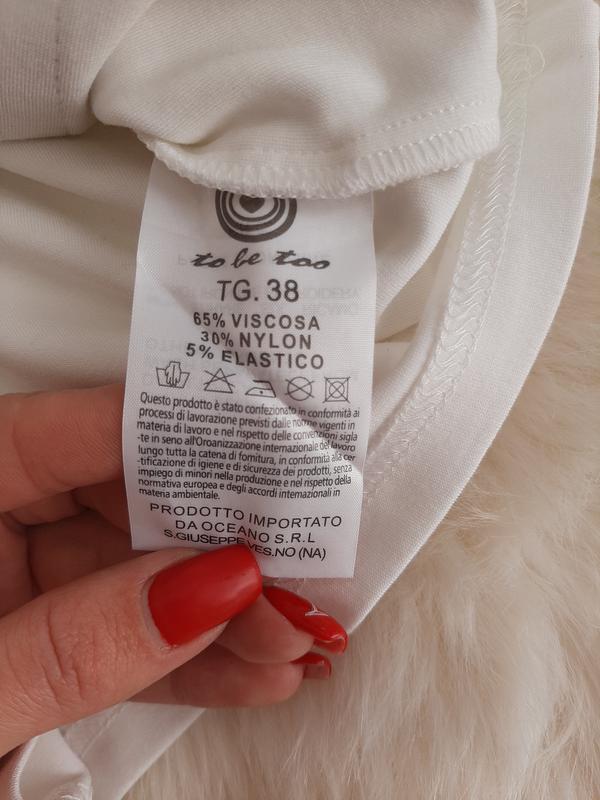 to be too
TG. 38
65% VISCOSA
30% NYLON
5% ELASTICO
Questo prodotto è stato confezionato in conformità ai
processi di lavorazione previsti dalle norme vigenti in
materia di lavoro e nel rispetto delle convenzioni sigla
-te in seno all'Oroanizzazione internazionale del lavoro
lungo tutta la catena di fornitura, in conformità alla cer
-tificazione di igiene e di sicurezza dei prodotti, senza
impiego di minori nella produzione e nel rispetto della
normativa europea e degli accordi internazionali in
materia ambientale.
PRODOTTO IMPORTATO
DA OCEANO S.R.L
S.GIUSEPPE VES.NO (NA)